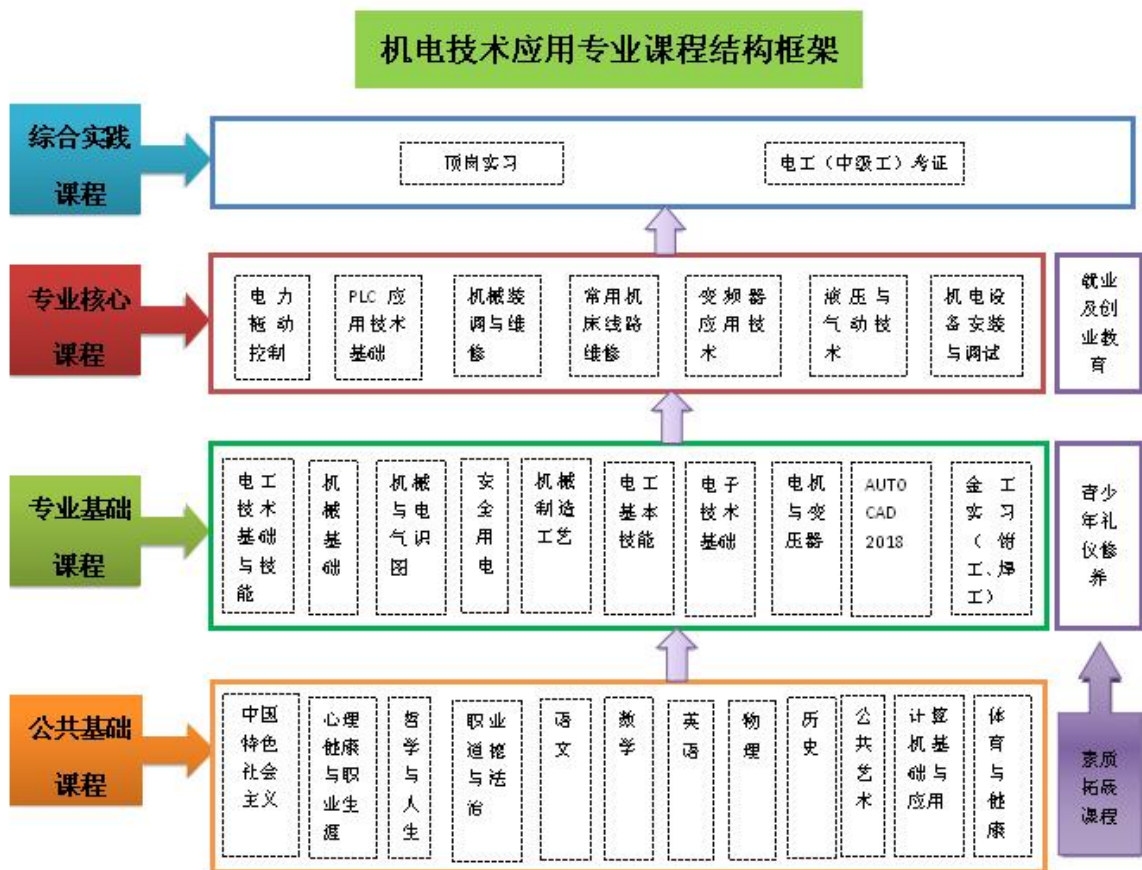 机电技术应用专业课程结构框架
综合实践
课程
顶岗实习
电工（中级工）考证
专业核心
课程
电力
拖动
控制
PLC 应
用技术
基础
机械装
调与维
修
常用机
床线路
维修
变频器
应用技
术
液压与
气动技
术
机电设
备安装
与调试
就业
及创
业教
育
专业基础
课程
电工
技术
基础
与技
能
机
械
基
础
机械
与电
气识
图
安
全
用
电
机械
制造
工艺
电工
基本
技能
电子
技术
基础
电机
与变
压器
AUTO
CAD
2018
金工
实习
（钳
工、焊
工）
青少
年礼
仪修
养
公共基础
课程
中国
特色
社会
主义
心理
健康
与职
业生
涯
哲
学
与
人
生
职业
道德
与法
治
语
文
数
学
英
语
物
理
历
史
公
共
艺
术
计算
机基
础与
应用
体
育
与
健
康
素质
拓展
课程